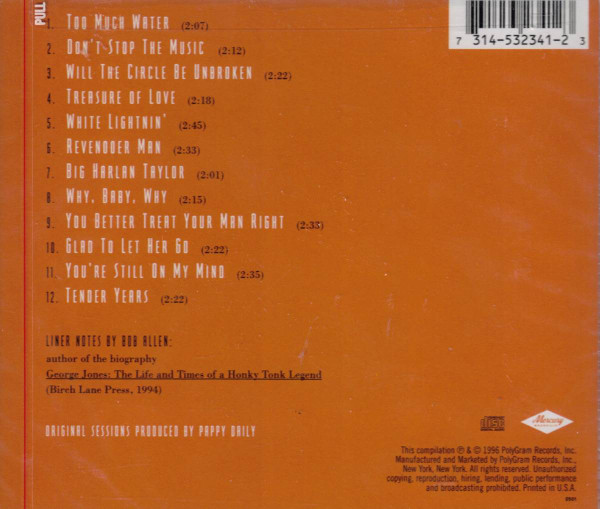 PULL
7 314-532341-2 3
1. TOO MUCH WATER (2:07)
2. DON'T STOP THE MUSIC (2:12)
3. WILL THE CIRCLE BE UNBROKEN (2:22)
4. TREASURE OF LOVE (2:18)
5. WHITE LIGHTNIN' (2:45)
6. REVENOOER MAN (2:33)
7. BIG HARLAN TAYLOR (2:01)
8. WHY, BABY, WHY (2:15)
9. YOU BETTER TREAT YOUR MAN RIGHT (2:33)
10. GLAD TO LET HER GO (2:22)
11. YOU'RE STILL ON MY MIND (2:35)
12. TENDER YEARS (2:22)
LINER NOTES BY BOB ALLEN:
author of the biography
George Jones: The Life and Times of a Honky Tonk Legend
(Birch Lane Press, 1994)
ORIGINAL SESSIONS PRODUCED BY PAPPY DAILY
Mercury
This compilation ℗ & © 1996 PolyGram Records, Inc.
Manufactured and Marketed by PolyGram Records, Inc.,
New York, New York. All rights reserved. Unauthorized
copying, reproduction, hiring, lending, public performance
and broadcasting prohibited. Printed in U.S.A.